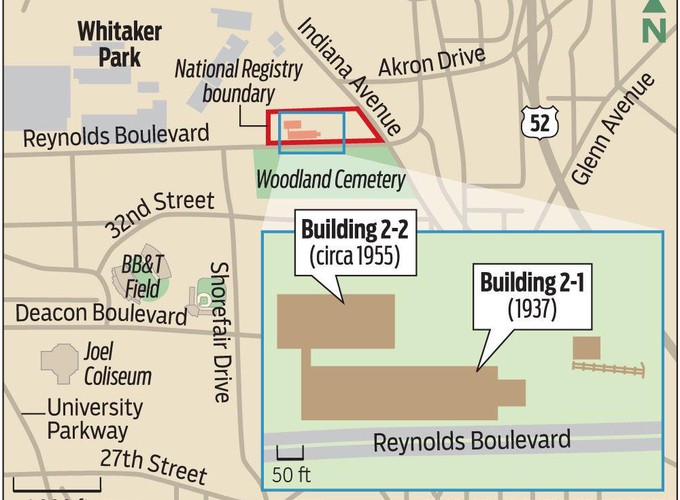 Whitaker
Park
National Registry
boundary
Indiana Avenue
Akron Drive
N
52
Glenn Avenue
Reynolds Boulevard
Woodland Cemetery
32nd Street
BB&T
Field
Shorefair Drive
Deacon Boulevard
Joel
Coliseum
University
Parkway
27th Street
Building 2-2
(circa 1955)
Building 2-1
(1937)
Reynolds Boulevard
50 ft